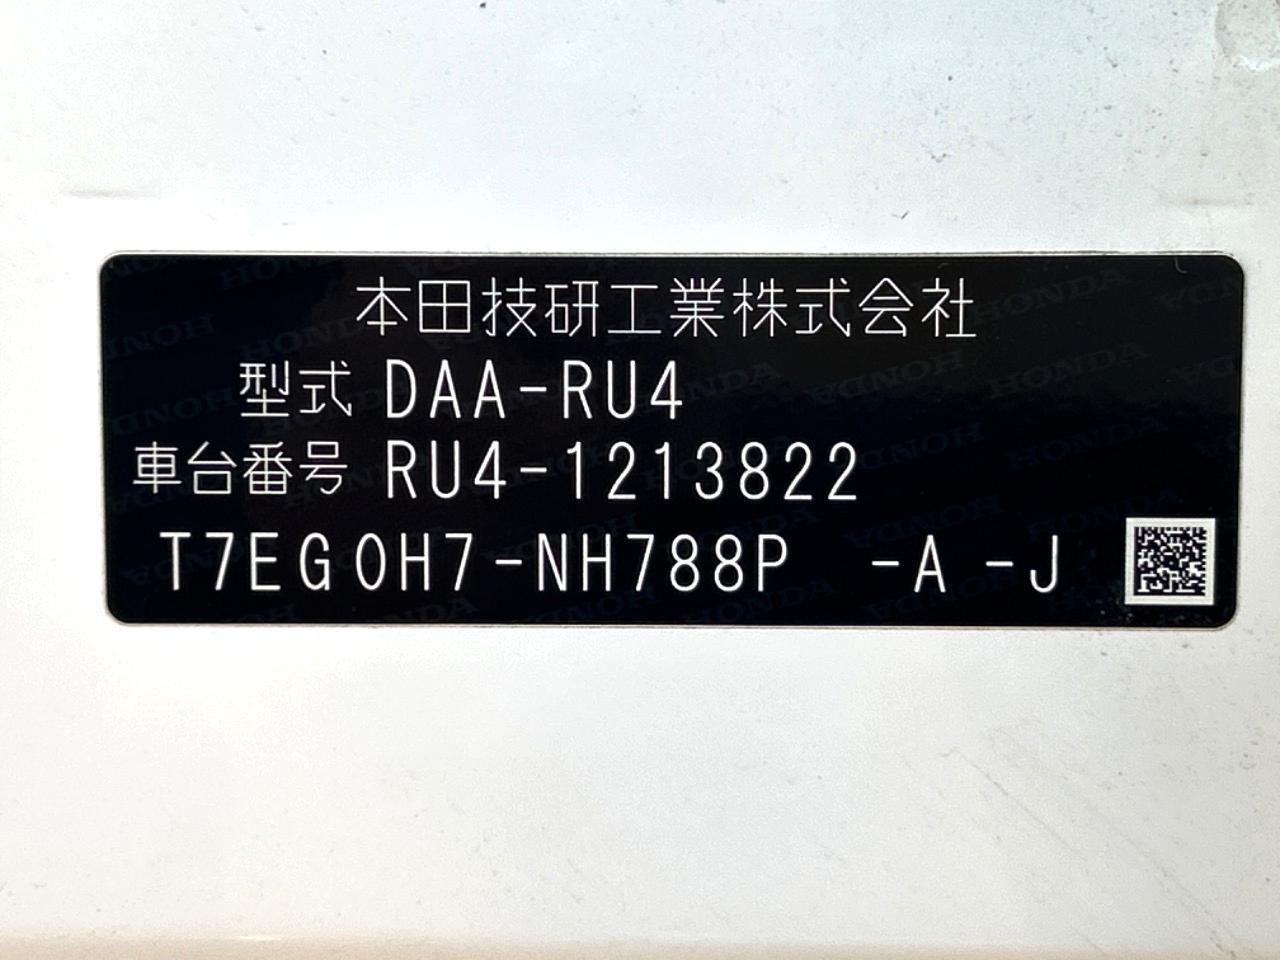 本田技研工業株式会社
型式 DAA-RU4
車台番号 RU4-1213822
T7EG0H7-NH788P -A -J